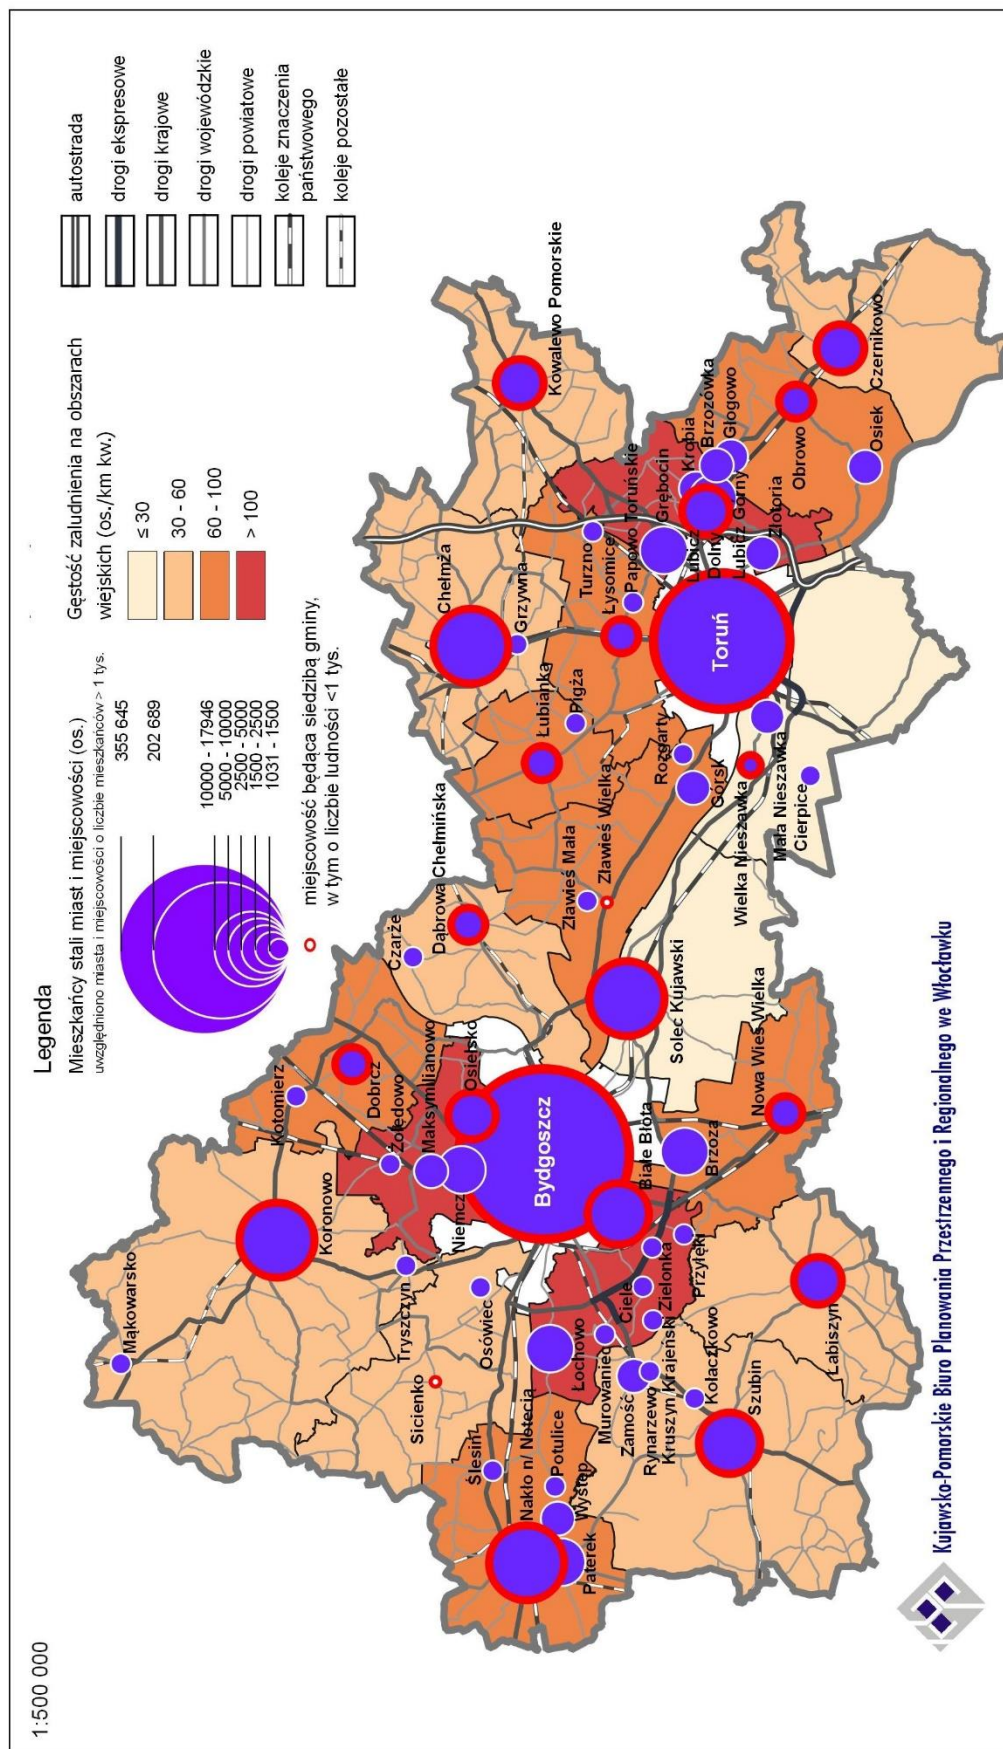 1:500 000
Legenda
Mieszkańcy stali miast i miejscowości (os.)
uwzględniono miasta i miejscowości o liczbie mieszkańców > 1 tys.
355 645
202 689
10000 - 17946
5000 - 10000
2500 - 5000
1500 - 2500
1031 - 1500
miejscowość będąca siedzibą gminy,
w tym o liczbie ludności <1 tys.
Gęstość zaludnienia na obszarach
wiejskich (os./km kw.)
≤ 30
30 - 60
60 - 100
> 100
autostrada
drogi ekspresowe
drogi krajowe
drogi wojewódzkie
drogi powiatowe
koleje znaczenia
państwowego
koleje pozostałe
Mąkowarsko
Koronowo
Kotomierz
Dobrcz
Tryszczyn
Żołędowo
Maksymilianowo
Osielsko
Niemcz
Czarże
Dąbrowa Chełmińska
Sicienko
Osówiec
Ślesin
Nakło n/ Notecią
Potulice
Występ
Paterek
Bydgoszcz
Łochowo
Murowaniec
Zamość
Rynarzewo
Kruszyn Kraieński
Kołaczkowo
Szubin
Ciele
Zielonka
Przyłęki
Białe Błota
Brzoza
Łabiszyn
Nowa Wieś Wielka
Solec Kujawski
Zławieś Mała
Zławieś Wielka
Łubianka
Pigża
Rozgarty
Górsk
Wielka Nieszawka
Mała Nieszawka
Cierpice
Chełmża
Grzywna
Turzno
Łysomice
Papowo Toruńskie
Grębocin
Toruń
Lubicz
Dolny
Lubicz Górny
Złotoria
Krobia
Brzozówka
Głogowo
Obrowo
Osiek
Czernikowo
Kowalewo Pomorskie
Kujawsko-Pomorskie Biuro Planowania Przestrzennego i Regionalnego we Włocławku